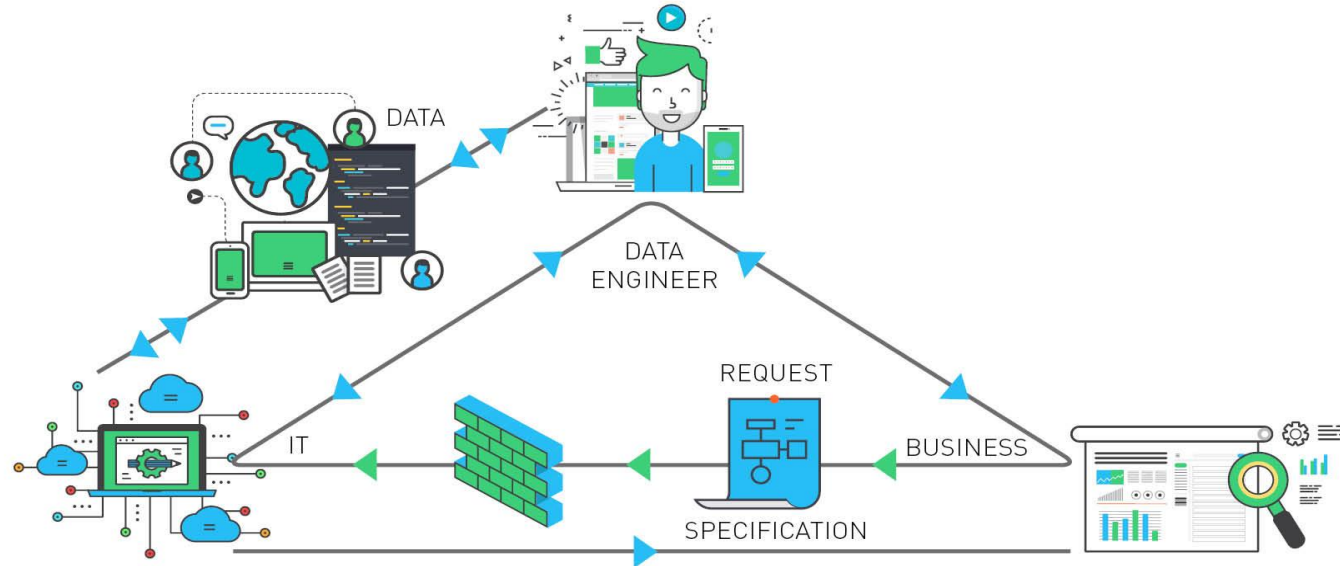 DATA
DATA
ENGINEER
REQUEST
IT
BUSINESS
SPECIFICATION